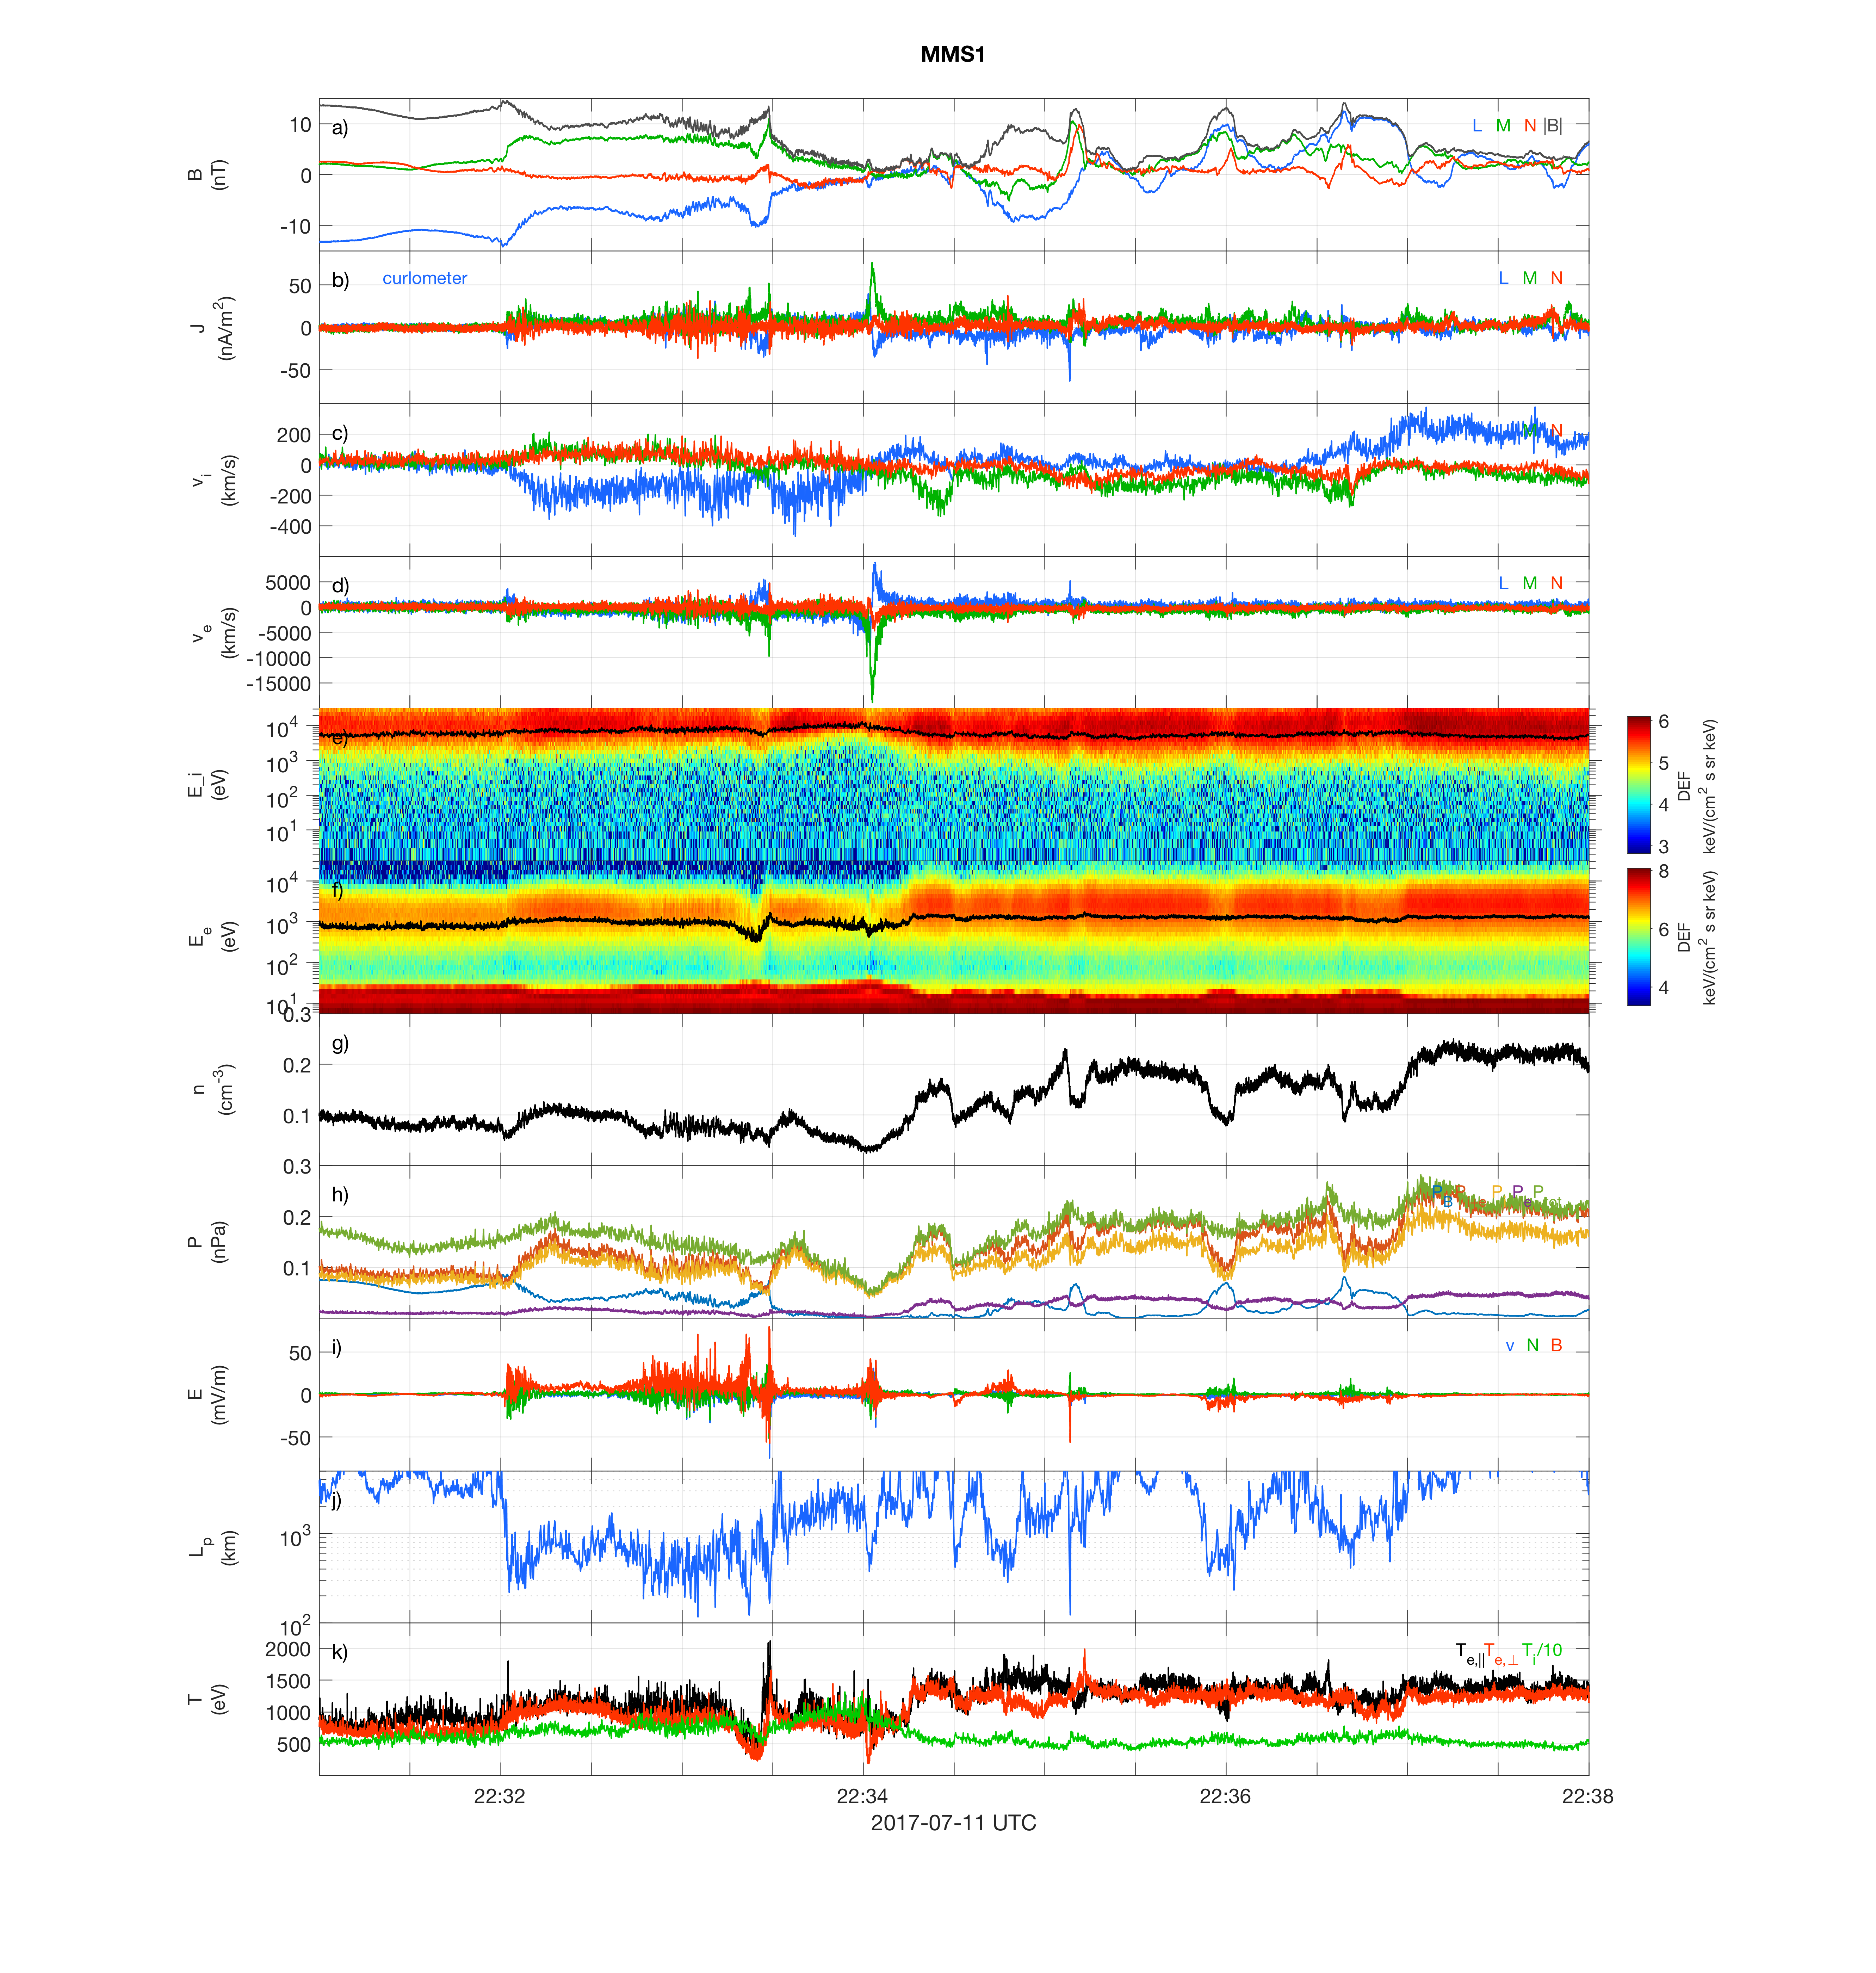 MMS1
a)
L M N |B|
B
(nT)
10
0
-10
b)
curlometer
L M N
J
(nA/m2)
50
0
-50
c)
M N
vi
(km/s)
200
0
-200
-400
d)
L M N
ve
(km/s)
5000
0
-5000
-10000
-15000
e)
E_i
(eV)
104
103
102
101
6
5
4
3
DEF
keV/(cm2 s sr keV)
f)
Ee
(eV)
104
103
102
101
8
6
4
DEF
keV/(cm2 s sr keV)
g)
n
(cm-3)
0.3
0.2
0.1
h)
P
(nPa)
0.3
0.2
0.1
PB P P Pe P
i)
v N B
E
(mV/m)
50
0
-50
j)
Lp
(km)
103
102
k)
Te,|| Te,⊥ Ti/10
T
(eV)
2000
1500
1000
500
22:32 22:34 22:36 22:38
2017-07-11 UTC